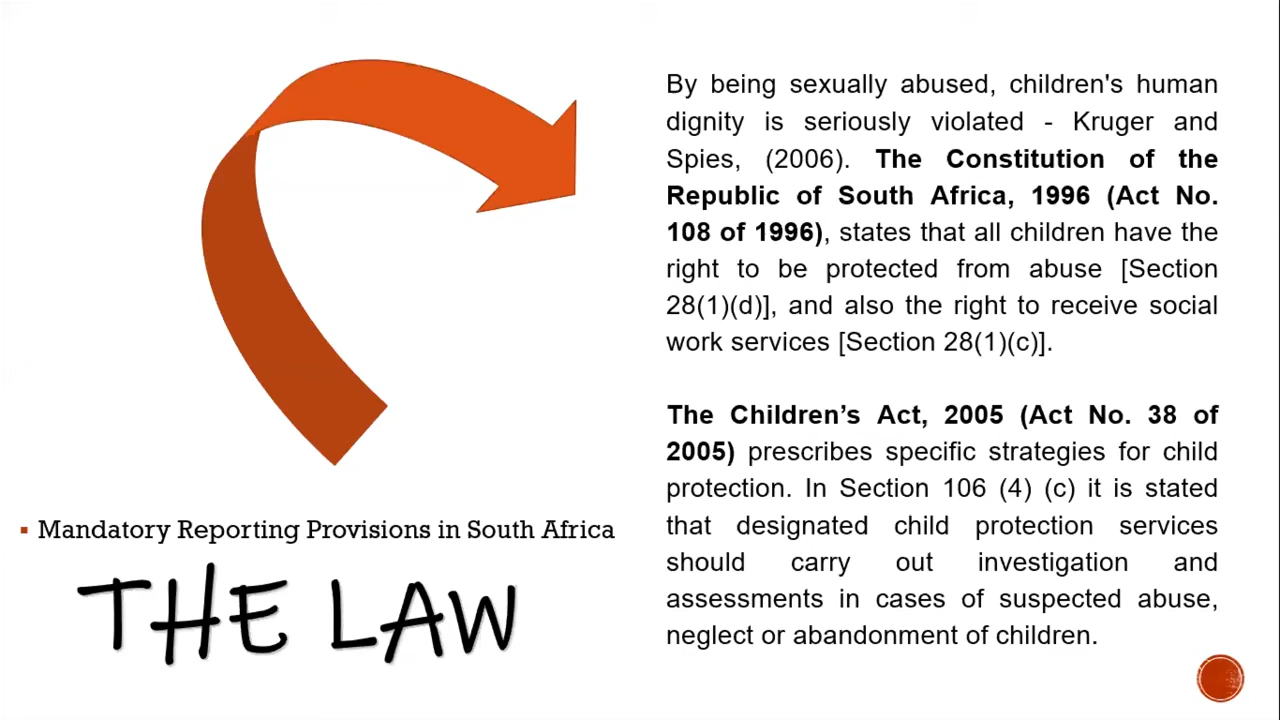 By being sexually abused, children's human
dignity is seriously violated - Kruger and
Spies, (2006). The Constitution of the
Republic of South Africa, 1996 (Act No.
108 of 1996), states that all children have the
right to be protected from abuse [Section
28(1)(d)], and also the right to receive social
work services [Section 28(1)(c)].
The Children’s Act, 2005 (Act No. 38 of
2005) prescribes specific strategies for child
protection. In Section 106 (4) (c) it is stated
that designated child protection services
should carry out investigation and
assessments in cases of suspected abuse,
neglect or abandonment of children.
▪ Mandatory Reporting Provisions in South Africa
THE LAW